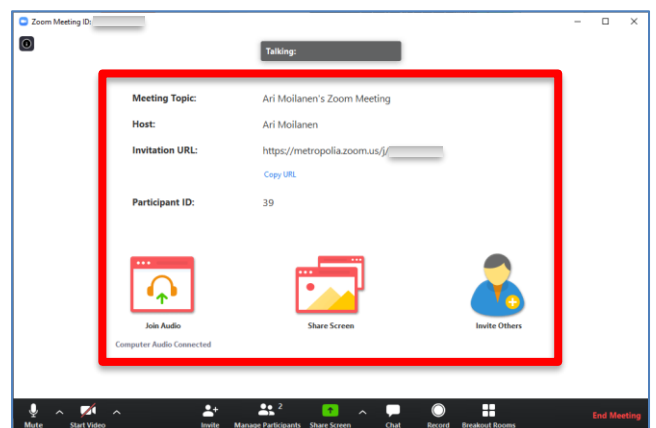 Zoom Meeting ID:
Talking:
Meeting Topic: Ari Moilanen's Zoom Meeting
Host: Ari Moilanen
Invitation URL: https://metropolia.zoom.us/j/
Copy URL
Participant ID: 39
Join Audio Share Screen Invite Others
Computer Audio Connected
2
Mute Start Video Invite Manage Participants Share Screen Chat Record Breakout Rooms End Meeting